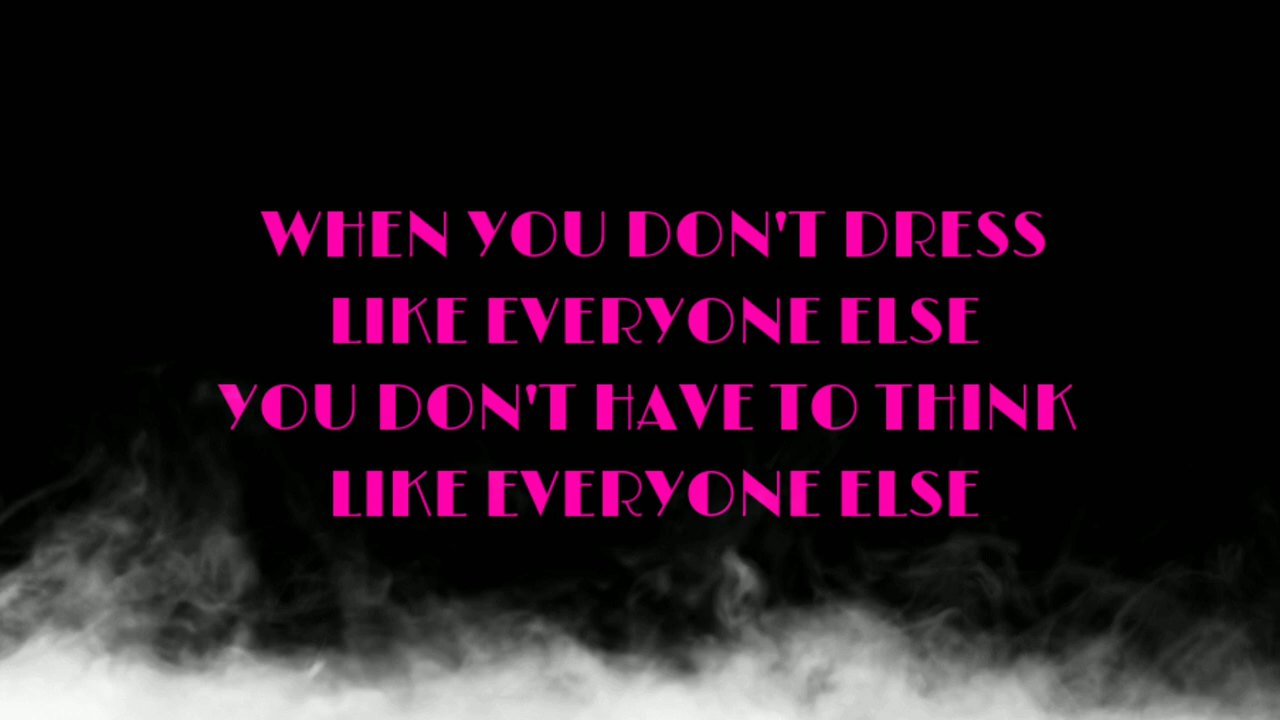 WHEN YOU DON'T DRESS
LIKE EVERYONE ELSE
YOU DON'T HAVE TO THINK
LIKE EVERYONE ELSE